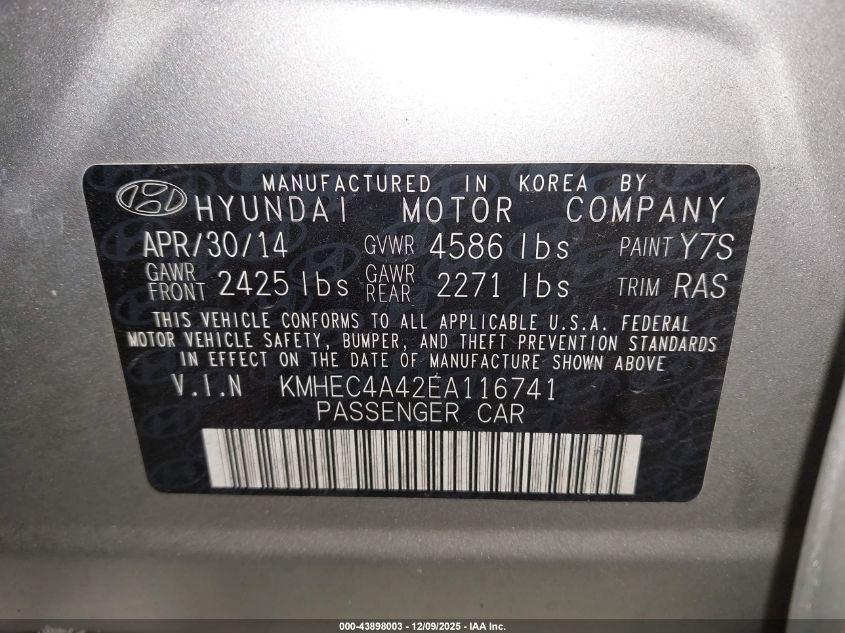 MANUFACTURED IN KOREA BY
HYUNDAI MOTOR COMPANY
APR/30/14 GVWR 4586 lbs PAINT Y7S
GAWR FRONT 2425 lbs GAWR REAR 2271 lbs TRIM RAS
THIS VEHICLE CONFORMS TO ALL APPLICABLE U.S.A. FEDERAL
MOTOR VEHICLE SAFETY, BUMPER, AND THEFT PREVENTION STANDARDS
IN EFFECT ON THE DATE OF MANUFACTURE SHOWN ABOVE
V.I.N KMHEC4A42EA116741
PASSENGER CAR
000-43898003 - 12/09/2025 - IAA Inc.